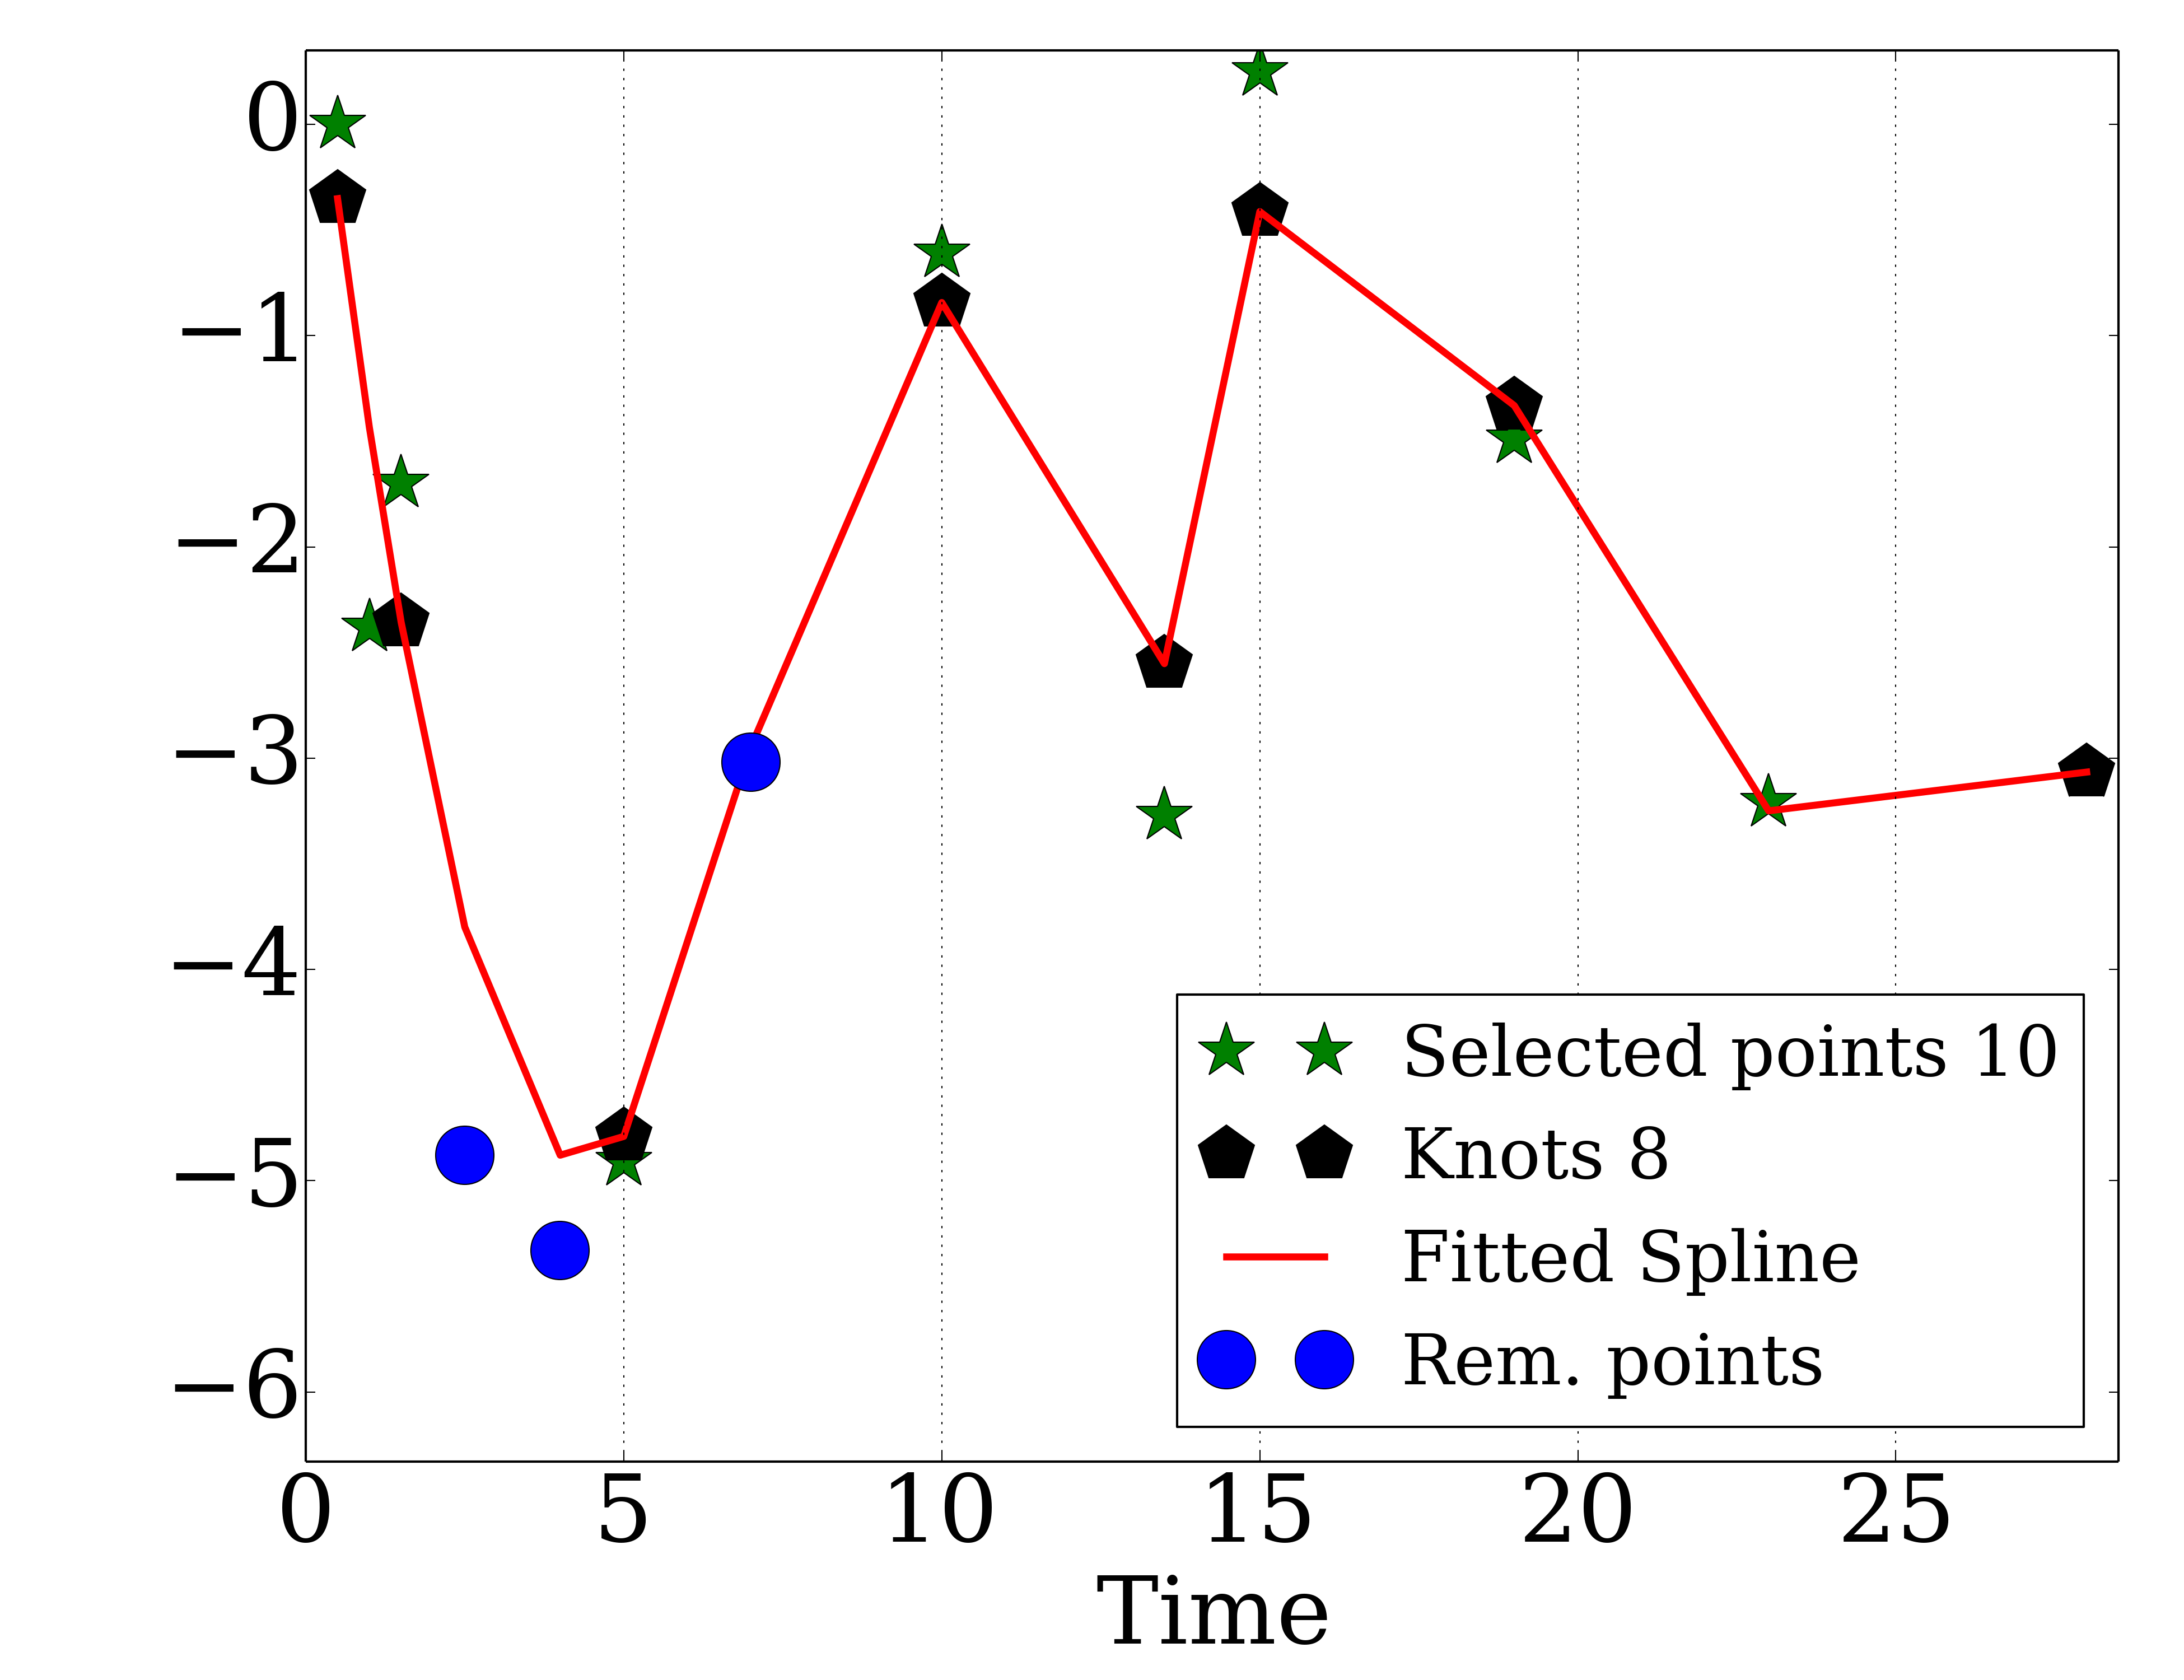 0
−1
−2
−3
−4
−5
−6
Selected points 10
Knots 8
Fitted Spline
Rem. points
0 5 10 15 20 25
Time